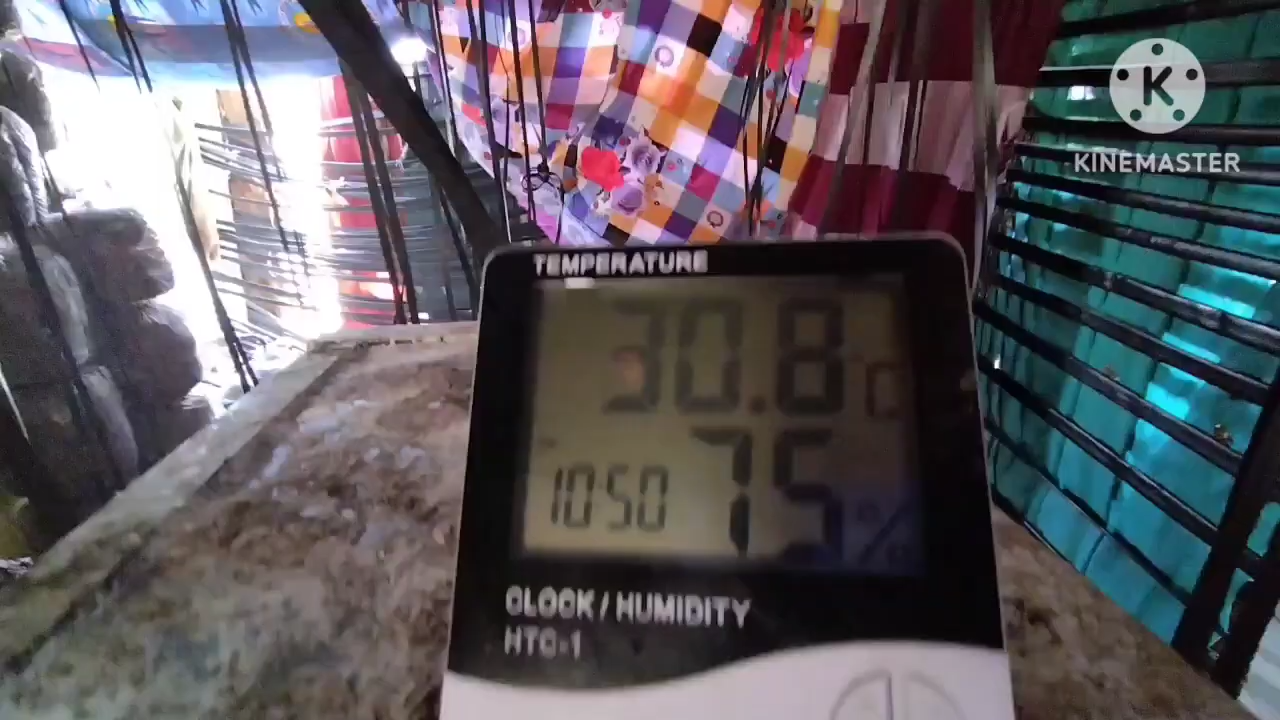 K
KINEMASTER
TEMPERATURE
30.8°C
10:50 75%
CLOCK / HUMIDITY
HTC-1